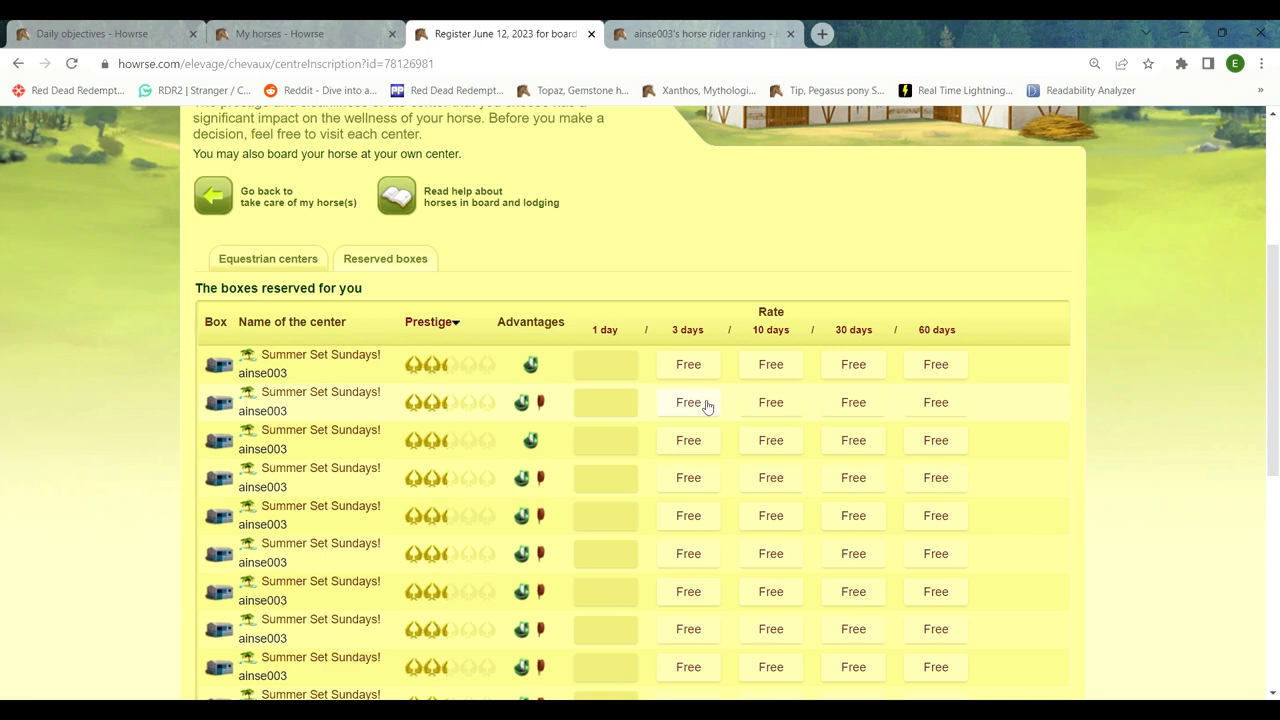 Daily objectives - Howrse
My horses - Howrse
Register June 12, 2023 for board
ainse003's horse rider ranking -
howrse.com/elevage/chevaux/centreInscription?id=78126981
E
Red Dead Redempt...
RDR2 | Stranger / C...
Reddit - Dive into a...
Red Dead Redempt...
Topaz, Gemstone h...
Xanthos, Mythologi...
Tip, Pegasus pony S...
Real Time Lightning...
Readability Analyzer
»
significant impact on the wellness of your horse. Before you make a
decision, feel free to visit each center.
You may also board your horse at your own center.
Go back to
take care of my horse(s)
Read help about
horses in board and lodging
Equestrian centers
Reserved boxes
The boxes reserved for you
Box Name of the center Prestige Advantages Rate
1 day / 3 days / 10 days / 30 days / 60 days
Summer Set Sundays!
ainse003
Free Free Free Free
Summer Set Sundays!
ainse003
Free Free Free Free
Summer Set Sundays!
ainse003
Free Free Free Free
Summer Set Sundays!
ainse003
Free Free Free Free
Summer Set Sundays!
ainse003
Free Free Free Free
Summer Set Sundays!
ainse003
Free Free Free Free
Summer Set Sundays!
ainse003
Free Free Free Free
Summer Set Sundays!
ainse003
Free Free Free Free
Summer Set Sundays!
ainse003
Free Free Free Free
Summer Set Sundays!